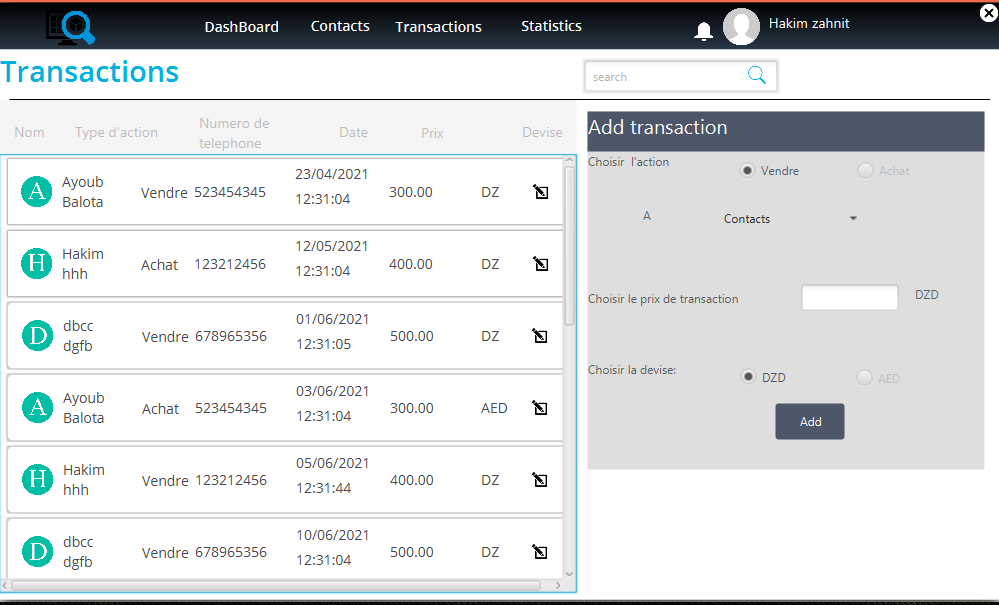 DashBoard Contacts Transactions Statistics Hakim zahnit
Transactions
search
Nom Type d'action Numero de telephone Date Prix Devise
A Ayoub Balota Vendre 523454345 23/04/2021 12:31:04 300.00 DZ
H Hakim hhh Achat 123212456 12/05/2021 12:31:04 400.00 DZ
D dbcc dgfb Vendre 678965356 01/06/2021 12:31:05 500.00 DZ
A Ayoub Balota Achat 523454345 03/06/2021 12:31:04 300.00 AED
H Hakim hhh Vendre 123212456 05/06/2021 12:31:44 400.00 DZ
D dbcc dgfb Vendre 678965356 10/06/2021 12:31:04 500.00 DZ
Add transaction
Choisir l'action Vendre Achat
A Contacts
Choisir le prix de transaction DZD
Choisir la devise: DZD AED
Add